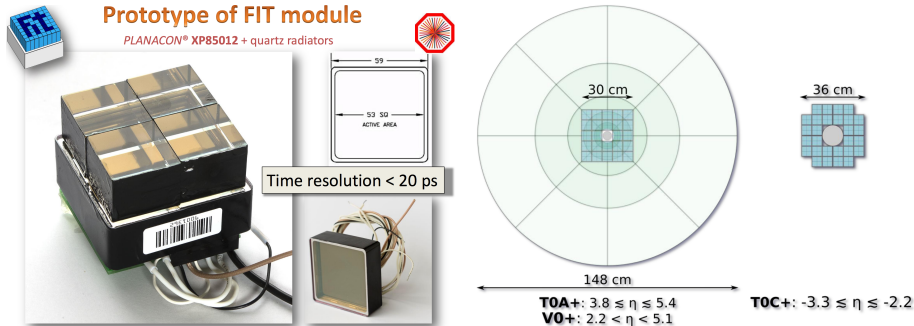 Prototype of FIT module
PLANACON® XP85012 + quartz radiators
Fit
59
53 SQ
ACTIVE AREA
Time resolution < 20 ps
30 cm
36 cm
148 cm
T0A+: 3.8 ≤ η ≤ 5.4
V0+: 2.2 < η < 5.1
T0C+: -3.3 ≤ η ≤ -2.2